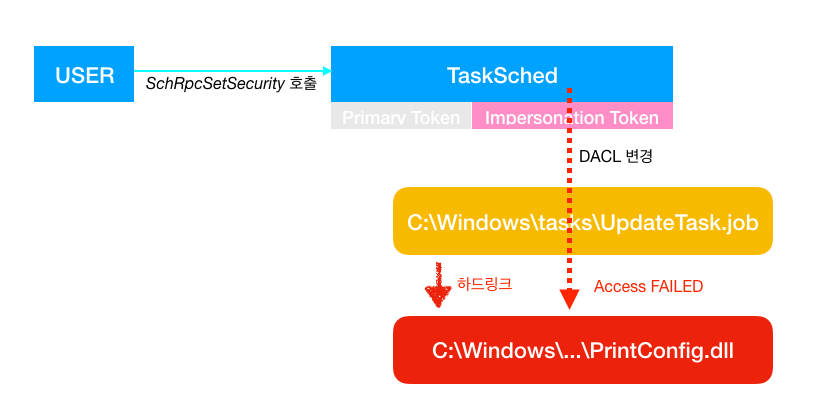 USER
SchRpcSetSecurity 호출
TaskSched
Primary Token
Impersonation Token
DACL 변경
C:\Windows\tasks\UpdateTask.job
하드링크
Access FAILED
C:\Windows\...\PrintConfig.dll